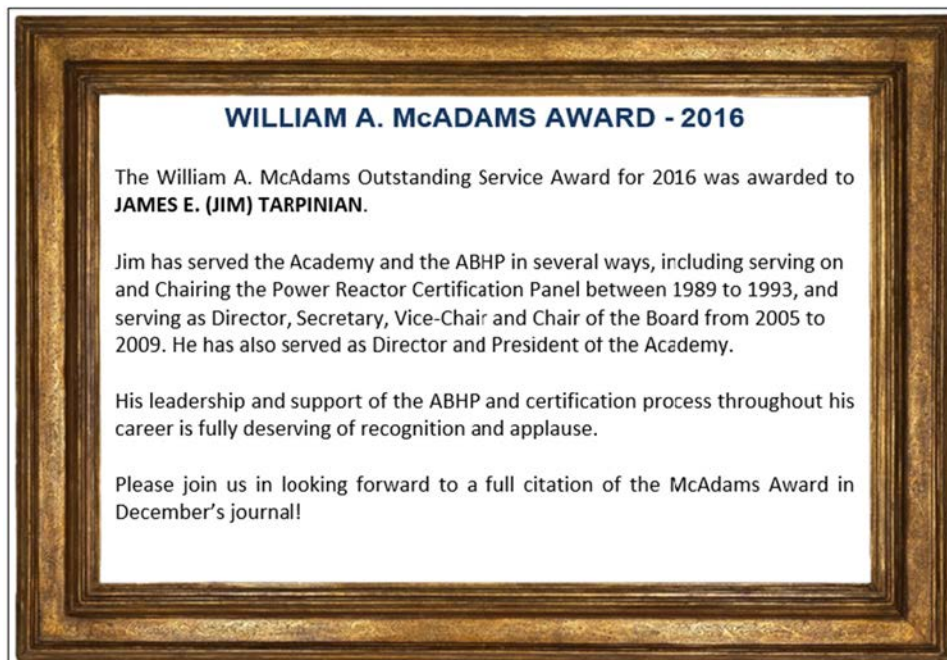 WILLIAM A. McADAMS AWARD - 2016
The William A. McAdams Outstanding Service Award for 2016 was awarded to
JAMES E. (JIM) TARPINIAN.
Jim has served the Academy and the ABHP in several ways, including serving on
and Chairing the Power Reactor Certification Panel between 1989 to 1993, and
serving as Director, Secretary, Vice-Chair and Chair of the Board from 2005 to
2009. He has also served as Director and President of the Academy.
His leadership and support of the ABHP and certification process throughout his
career is fully deserving of recognition and applause.
Please join us in looking forward to a full citation of the McAdams Award in
December's journal!